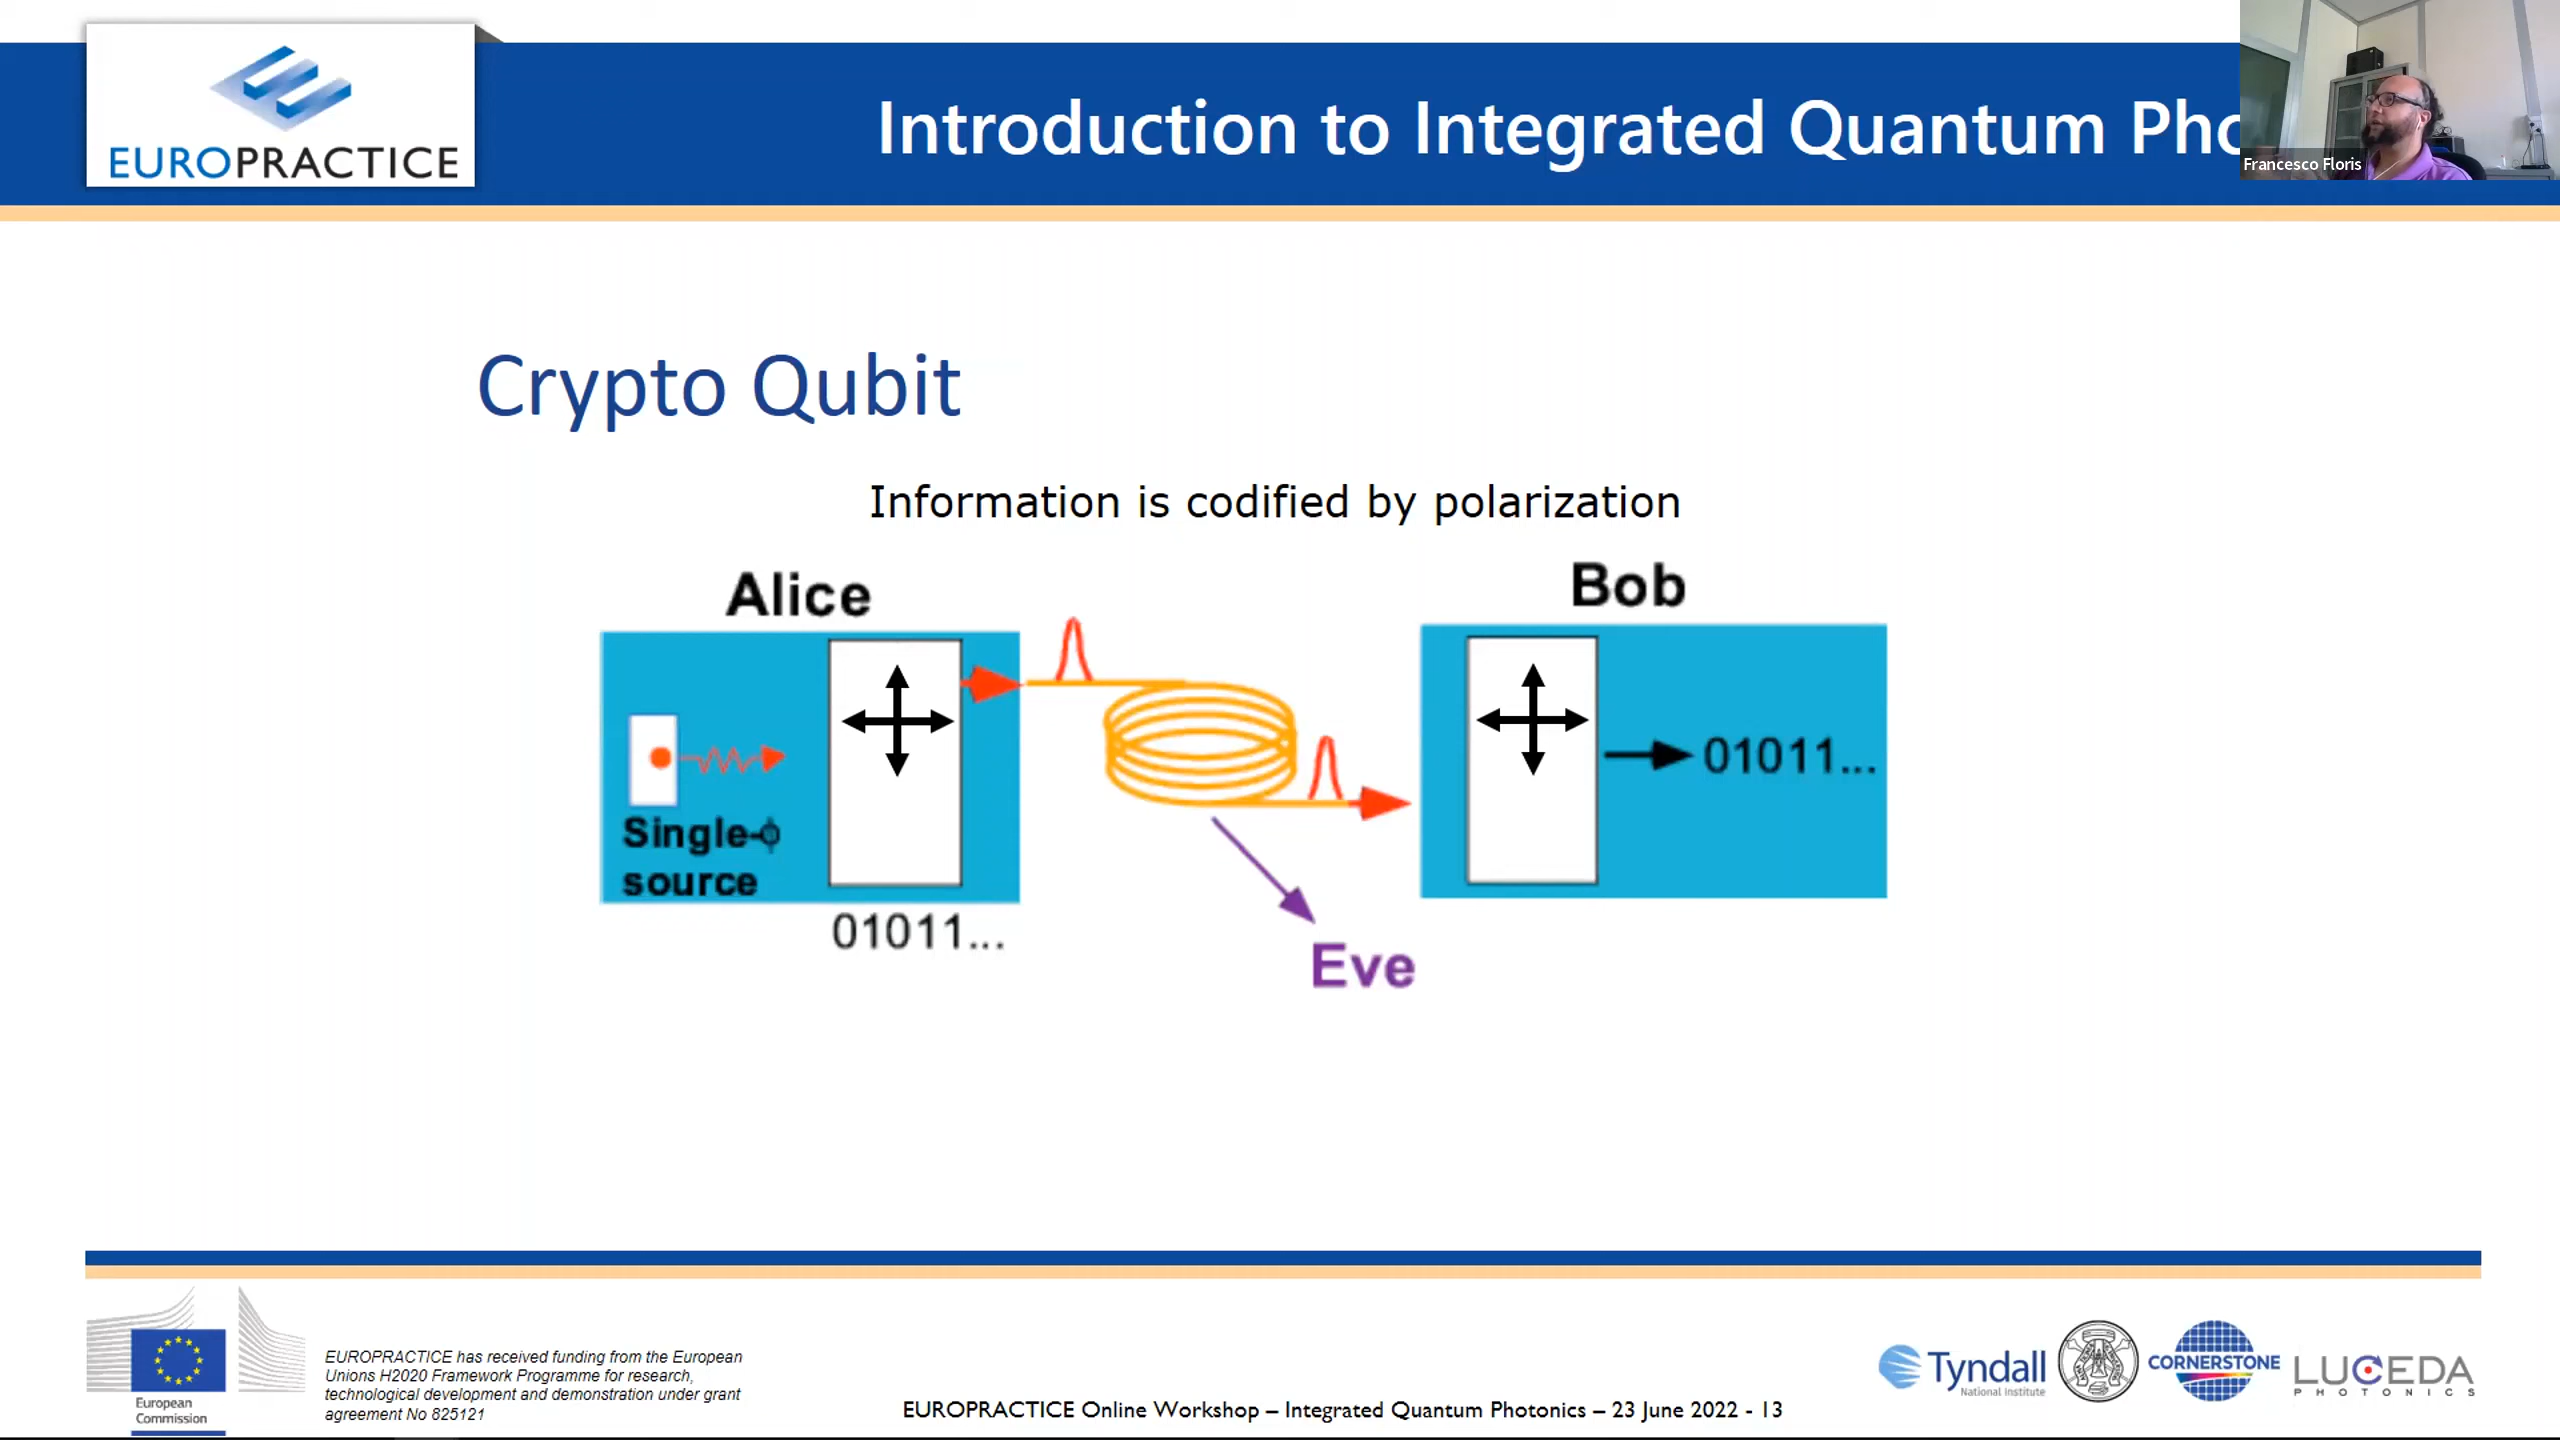 EUROPRACTICE
Introduction to Integrated Quantum Pho
Francesco Floris
Crypto Qubit
Information is codified by polarization
Alice
Bob
Single-ϕ
source
01011...
01011...
Eve
European
Commission
EUROPRACTICE has received funding from the European
Unions H2020 Framework Programme for research,
technological development and demonstration under grant
agreement No 825121
EUROPRACTICE Online Workshop – Integrated Quantum Photonics – 23 June 2022 - 13
Tyndall
National Institute
CORNERSTONE
LUCEDA
PHOTONICS